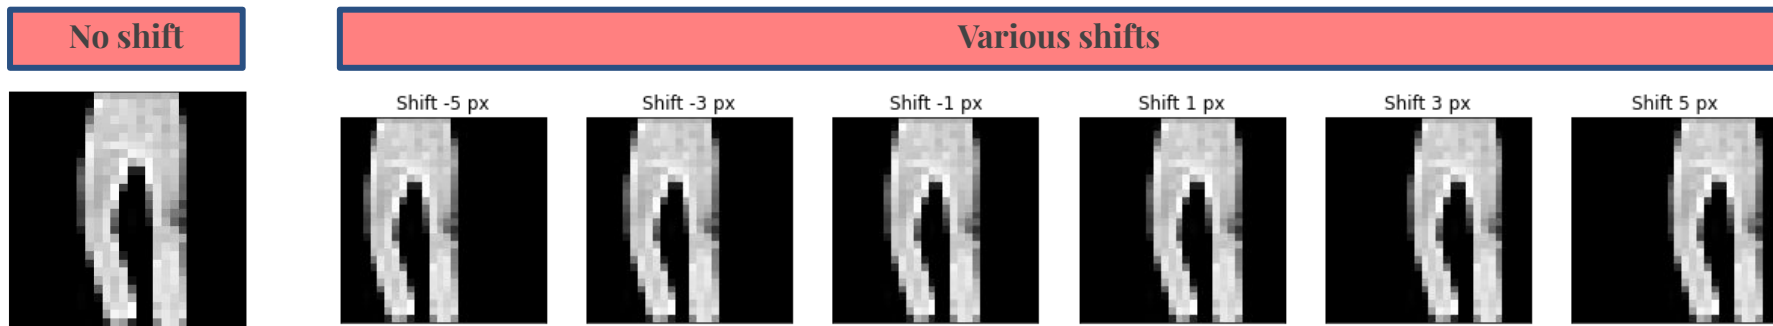 No shift
Various shifts
Shift -5 px
Shift -3 px
Shift -1 px
Shift 1 px
Shift 3 px
Shift 5 px